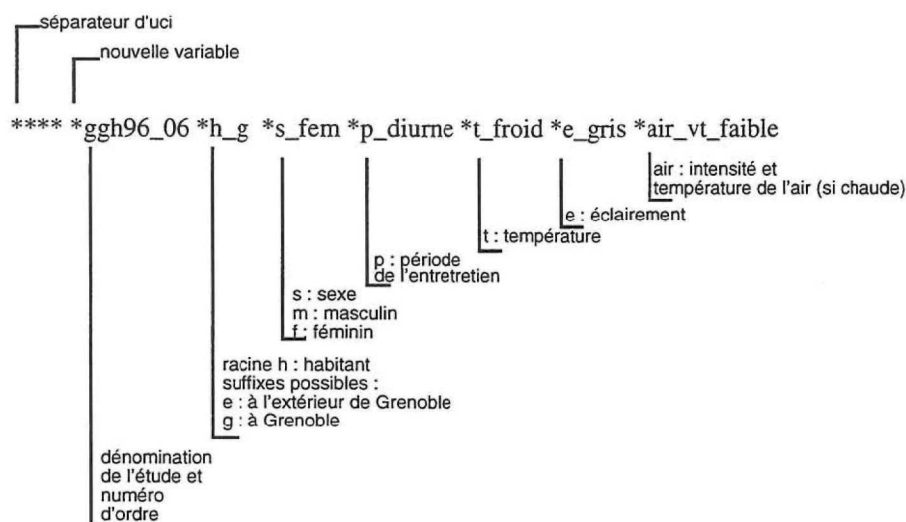 séparateur d'uci
nouvelle variable
**** *ggh96_06 *h_g *s_fem *p_diurne *t_froid *e_gris *air_vt_faible
air : intensité et
température de l'air (si chaude)
e : éclairement
t : température
p : période
de l'entretretien
s : sexe
m : masculin
f : féminin
racine h : habitant
suffixes possibles :
e : à l'extérieur de Grenoble
g : à Grenoble
dénomination
de l'étude et
numéro
d'ordre